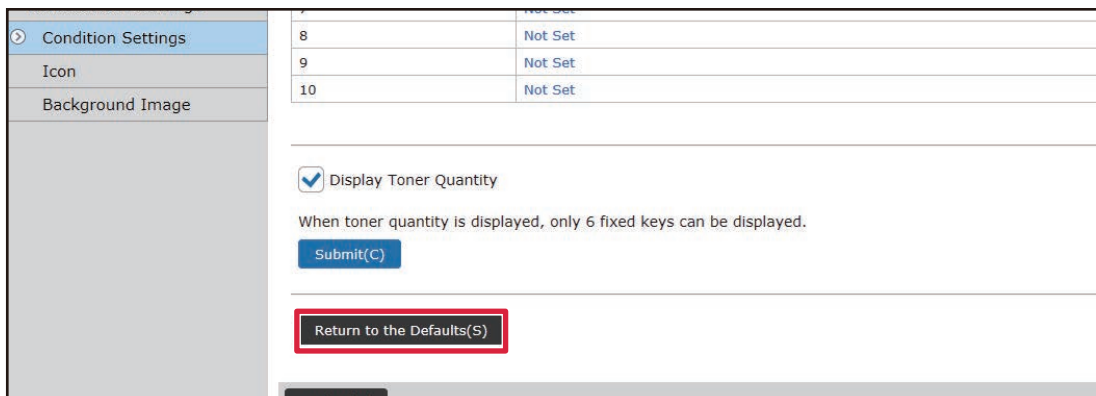 Condition Settings
Icon
Background Image
8 Not Set
9 Not Set
10 Not Set
Display Toner Quantity
When toner quantity is displayed, only 6 fixed keys can be displayed.
Submit(C)
Return to the Defaults(S)